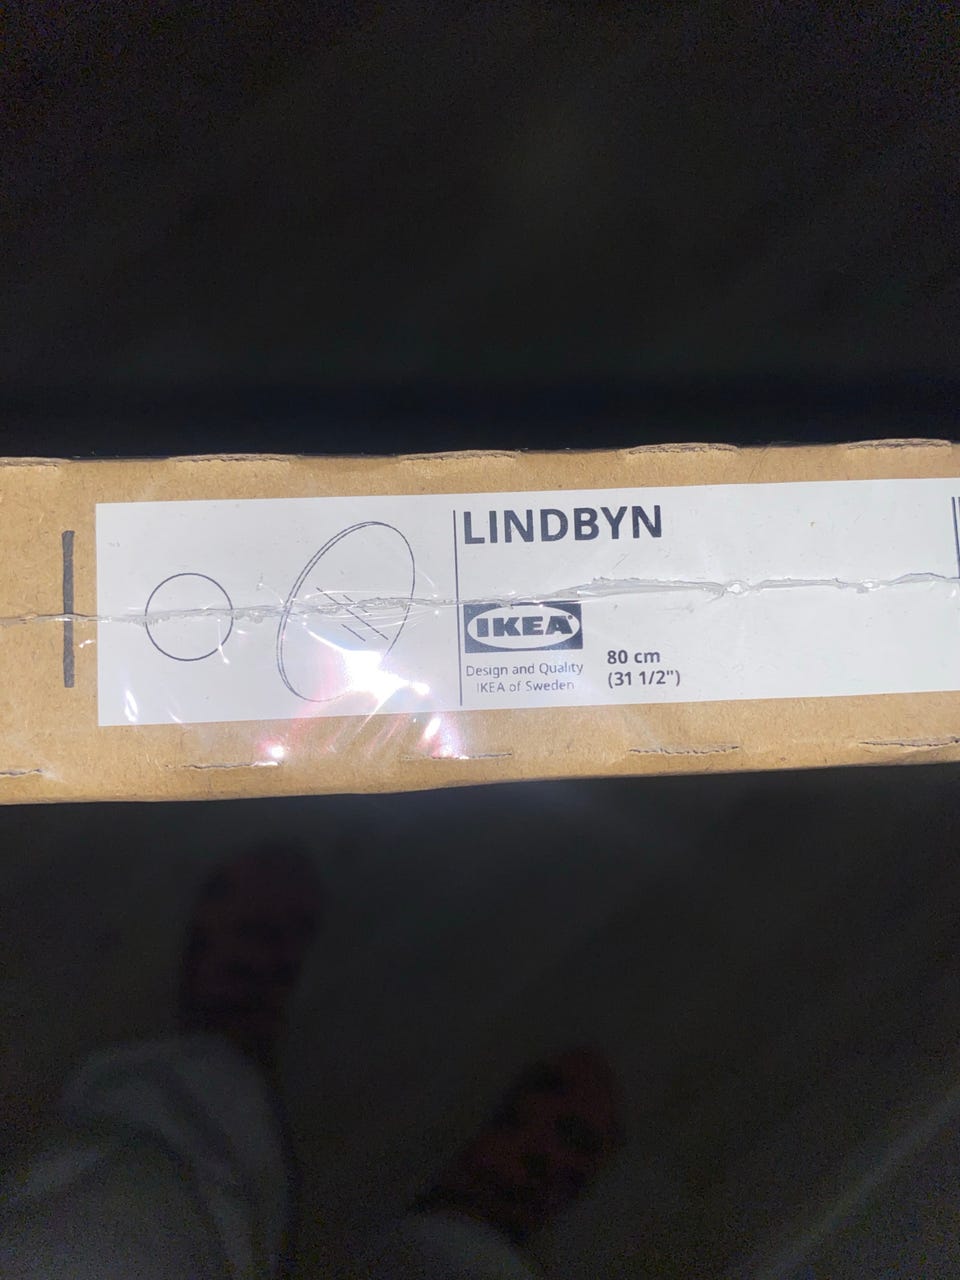 LINDBYN
IKEA®
Design and Quality
IKEA of Sweden
80 cm
(31 1/2")